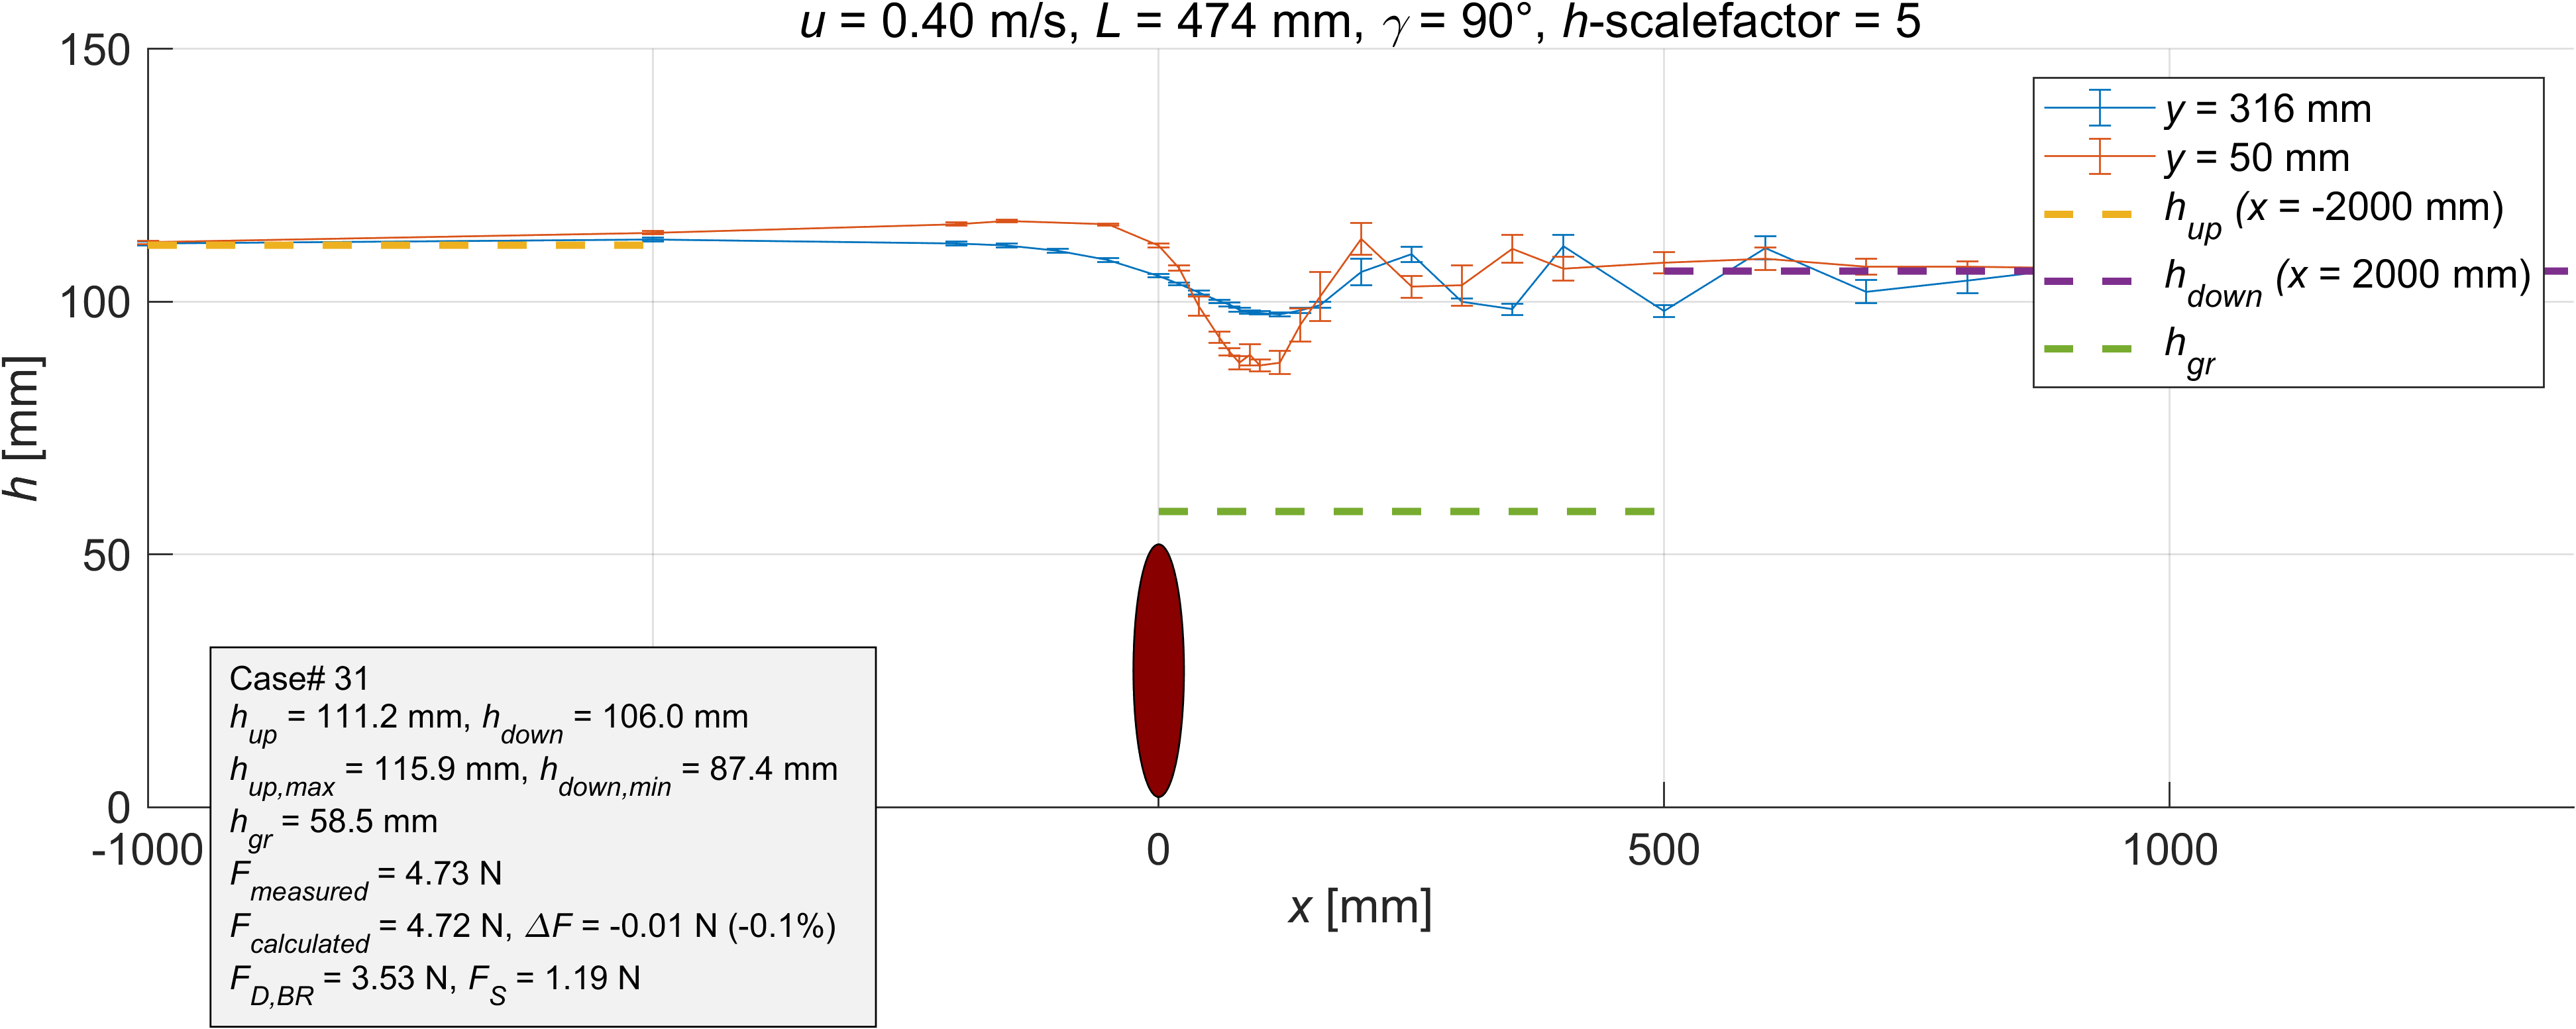 u = 0.40 m/s, L = 474 mm, γ = 90°, h-scalefactor = 5
150
100
50
0
h [mm]
-1000
0
500
1000
x [mm]
y = 316 mm
y = 50 mm
h_up (x = -2000 mm)
h_down (x = 2000 mm)
h_gr
Case# 31
h_up = 111.2 mm, h_down = 106.0 mm
h_up,max = 115.9 mm, h_down,min = 87.4 mm
h_gr = 58.5 mm
F_measured = 4.73 N
F_calculated = 4.72 N, ΔF = -0.01 N (-0.1%)
F_D,BR = 3.53 N, F_S = 1.19 N